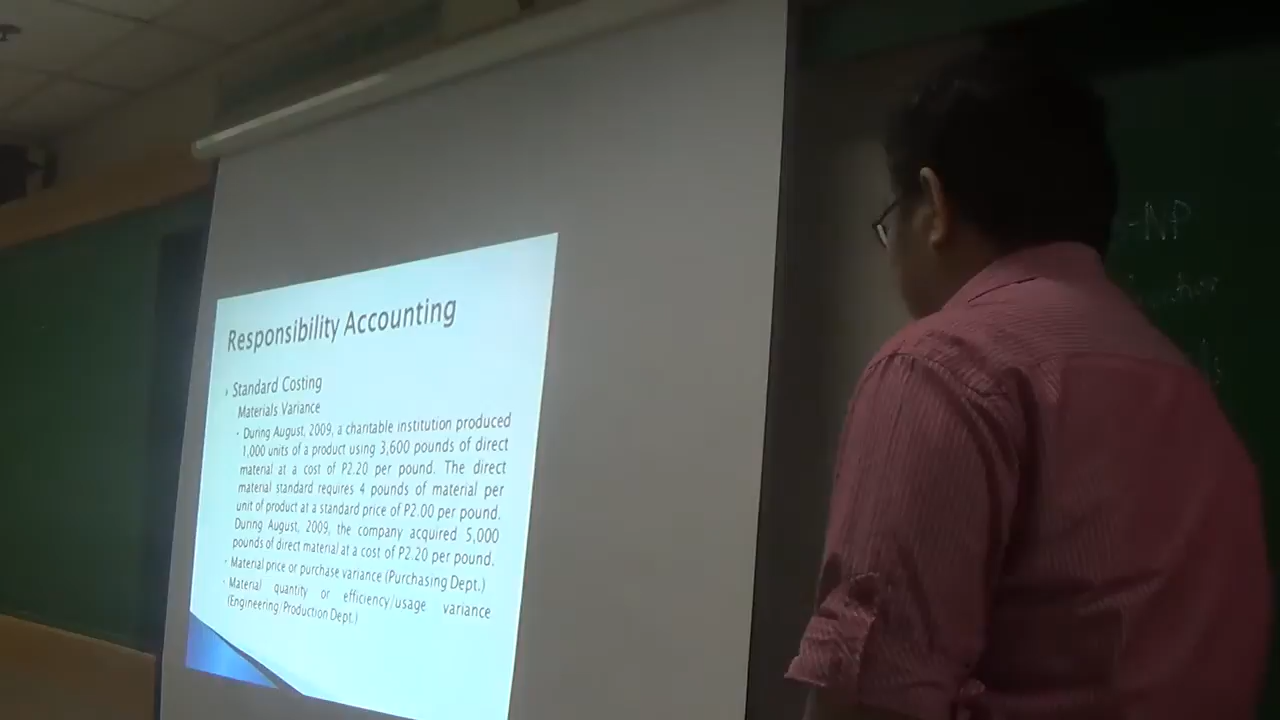 Responsibility Accounting
Standard Costing
Materials Variance
• During August, 2009, a charitable institution produced
1,000 units of a product using 3,600 pounds of direct
material at a cost of P2.20 per pound. The direct
material standard requires 4 pounds of material per
unit of product at a standard price of P2.00 per pound.
During August, 2009, the company acquired 5,000
pounds of direct material at a cost of P2.20 per pound.
• Material price or purchase variance (Purchasing Dept.)
• Material quantity or efficiency/usage variance
(Engineering/Production Dept.)
-NP